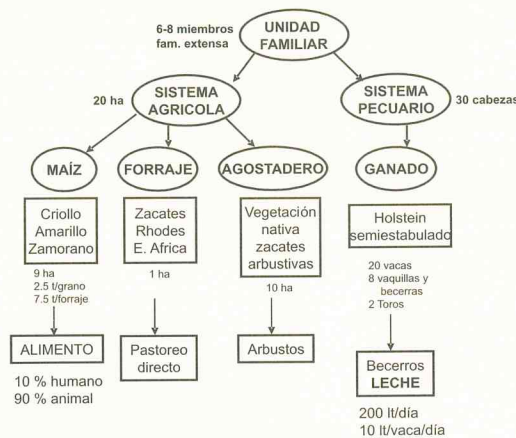 6-8 miembros
fam. extensa
UNIDAD
FAMILIAR
20 ha
SISTEMA
AGRICOLA
SISTEMA
PECUARIO
30 cabezas
MAÍZ
FORRAJE
AGOSTADERO
GANADO
Criollo
Amarillo
Zamorano
9 ha
2.5 t/grano
7.5 t/forraje
Zacates
Rhodes
E. Africa
1 ha
Vegetación
nativa
zacates
arbustivas
10 ha
Holstein
semiestabulado
20 vacas
8 vaquillas y
becerras
2 Toros
ALIMENTO
10 % humano
90 % animal
Pastoreo
directo
Arbustos
Becerros
LECHE
200 lt/día
10 lt/vaca/día